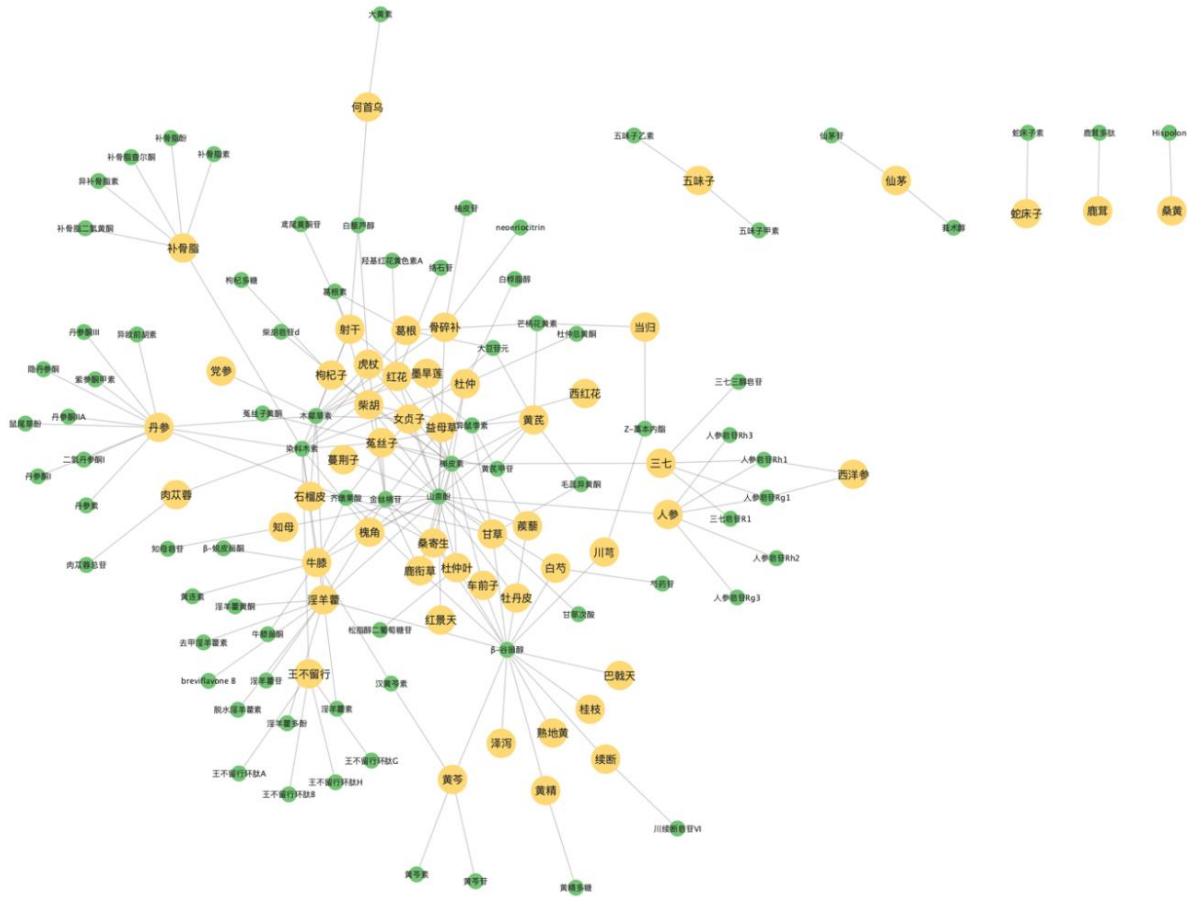 大黄素
何首乌
补骨脂酚
补骨脂查尔酮
补骨脂素
异补骨脂素
补骨脂二氢黄酮
补骨脂
五味子乙素
五味子
五味子甲素
仙茅苷
仙茅
莪术醇
蛇床子素
蛇床子
鹿茸多肽
鹿茸
Hispolon
桑黄
鸢尾黄酮苷
白藜芦醇
柚皮苷
neoeriocitrin
羟基红花黄色素A
络石苷
白桦脂醇
枸杞多糖
葛根素
柴胡皂苷d
射干
葛根
骨碎补
芒柄花黄素
杜仲总黄酮
当归
大豆苷元
丹参酮III
异欧前胡素
隐丹参酮
紫参酮甲素
党参
枸杞子
虎杖
红花
墨旱莲
杜仲
西红花
三七三醇皂苷
鼠尾草酚
丹参酮IIA
丹参
菟丝子黄酮
木犀草素
柴胡
女贞子
益母草
异鼠李素
黄芪
Z-藁本内酯
人参皂苷Rh3
二氢丹参酮I
丹参酮I
染料木素
菟丝子
蔓荆子
槲皮素
黄芪甲苷
三七
人参皂苷Rh1
西洋参
丹参素
肉苁蓉
石榴皮
齐墩果酸
金丝桃苷
山柰酚
毛蕊异黄酮
人参皂苷Rg1
人参
三七皂苷R1
知母
槐角
桑寄生
甘草
蒺藜
川芎
肉苁蓉总苷
知母皂苷
β-蜕皮甾酮
牛膝
鹿衔草
杜仲叶
车前子
白芍
人参皂苷Rh2
黄连素
淫羊藿黄酮
淫羊藿
牡丹皮
芍药苷
人参皂苷Rg3
红景天
甘草次酸
去甲淫羊藿素
牛膝甾酮
松脂醇二葡萄糖苷
β-谷甾醇
breviflavone B
淫羊藿苷
王不留行
汉黄芩素
巴戟天
脱水淫羊藿素
淫羊藿多酚
淫羊藿素
桂枝
泽泻
熟地黄
王不留行环肽A
王不留行环肽G
王不留行环肽H
王不留行环肽B
续断
黄芩
黄精
川续断皂苷VI
黄芩素
黄芩苷
黄精多糖